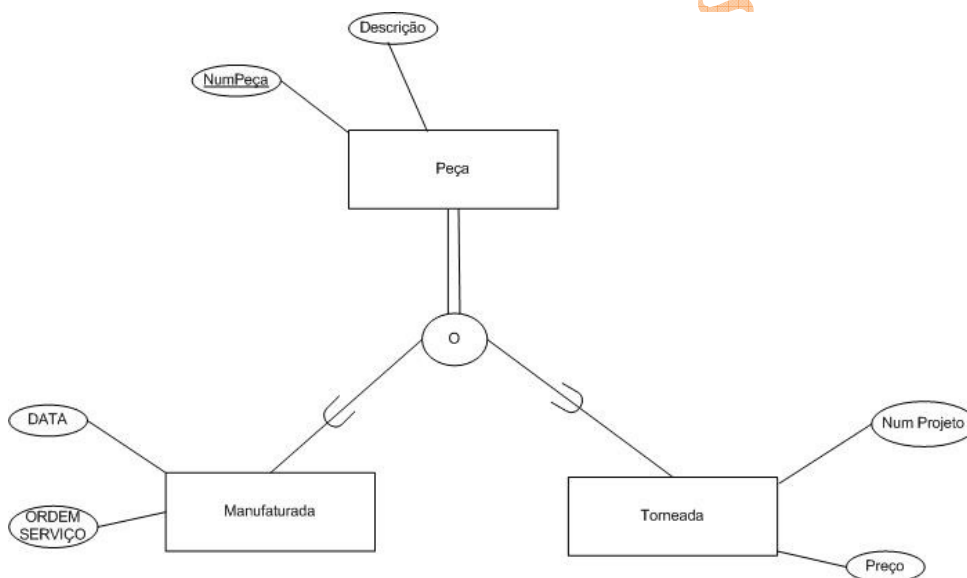 Descrição
NumPeça
Peça
O
DATA
Num Projeto
Manufaturada
Torneada
ORDEM
SERVIÇO
Preço